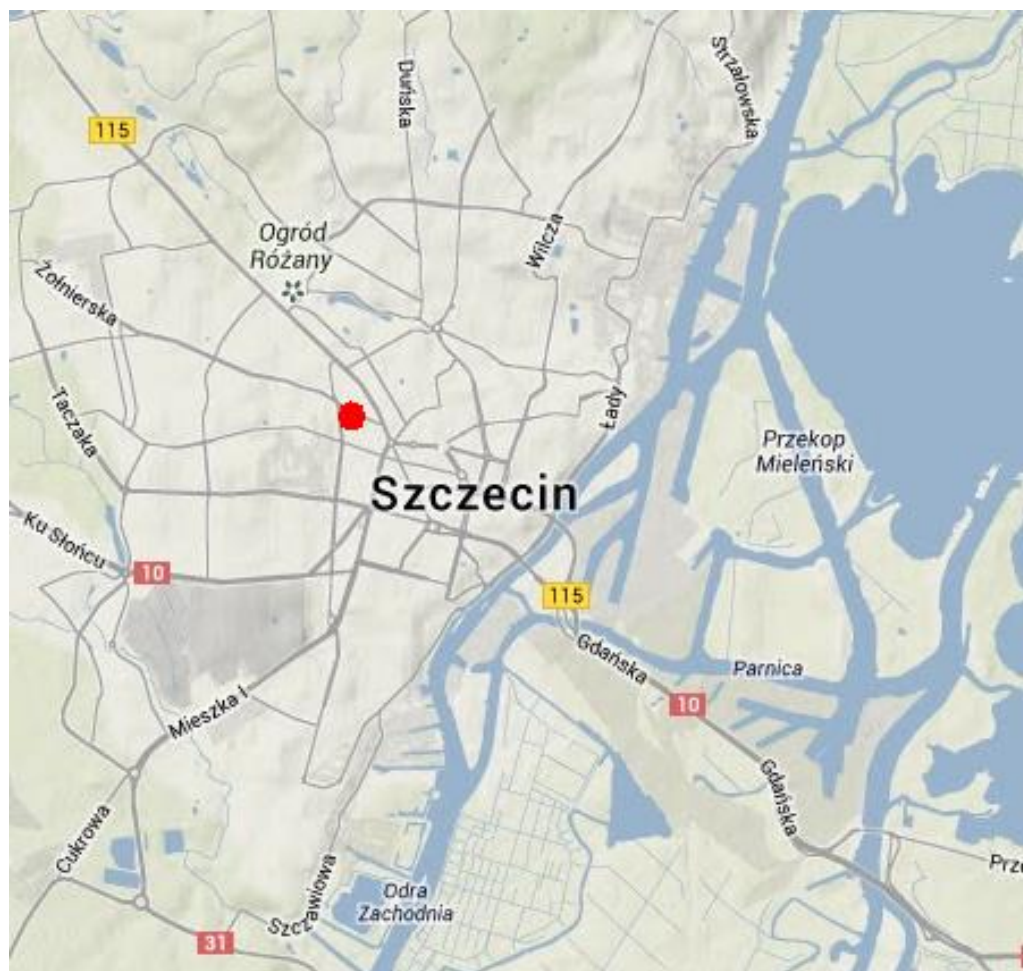 Strzałowska
Duńska
115
Wilcza
Ogród
Różany
Żołnierska
Taczaka
Łady
Przekop
Mieleński
Szczecin
Ku Słońcu
10
115
Gdańska
Parnica
Mieszka I
10
Gdańska
Cukrowa
Szczawiowa
Odra
Zachodnia
31